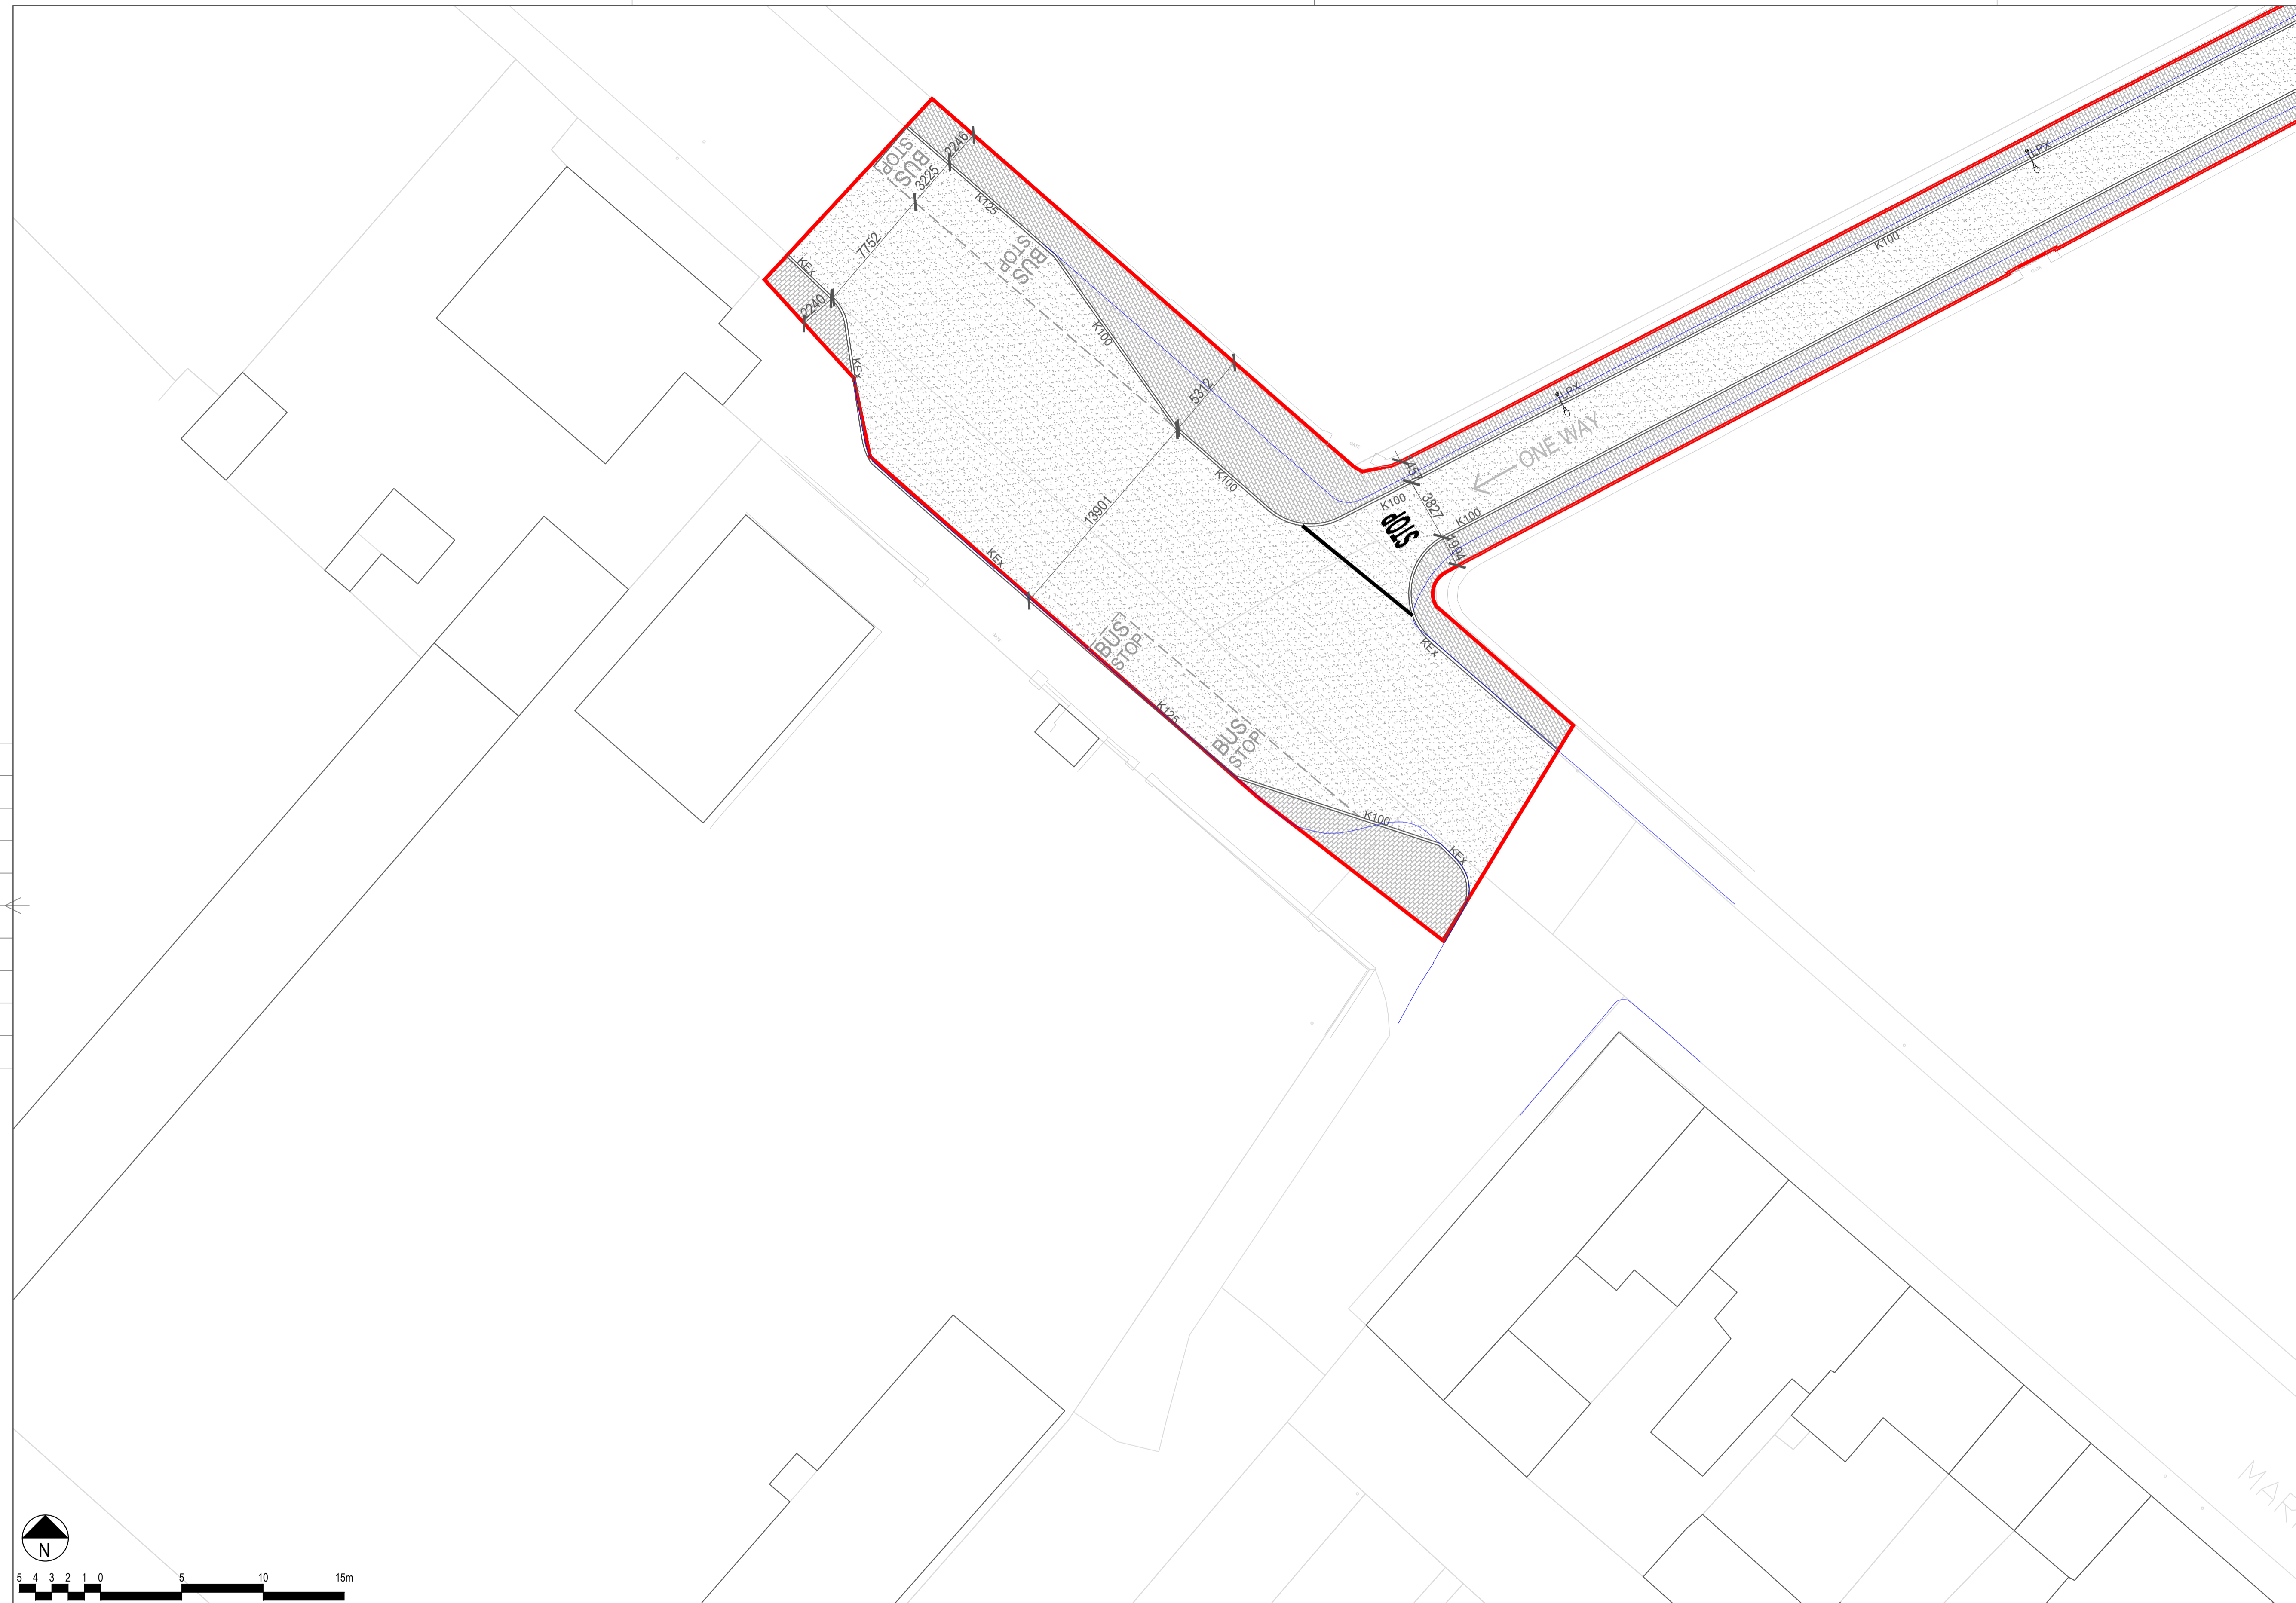 2246
BUS
STOP
3225
K125
7752
BUS
STOP
KEx
2240
KEx
K100
5312
K100
LPX
K100
LPX
ONE WAY
K100
3827
STOP
K100
1994
13901
KEx
KEx
BUS
STOP
K125
BUS
STOP
K100
KEx
MAR
N
5 4 3 2 1 0 5 10 15m